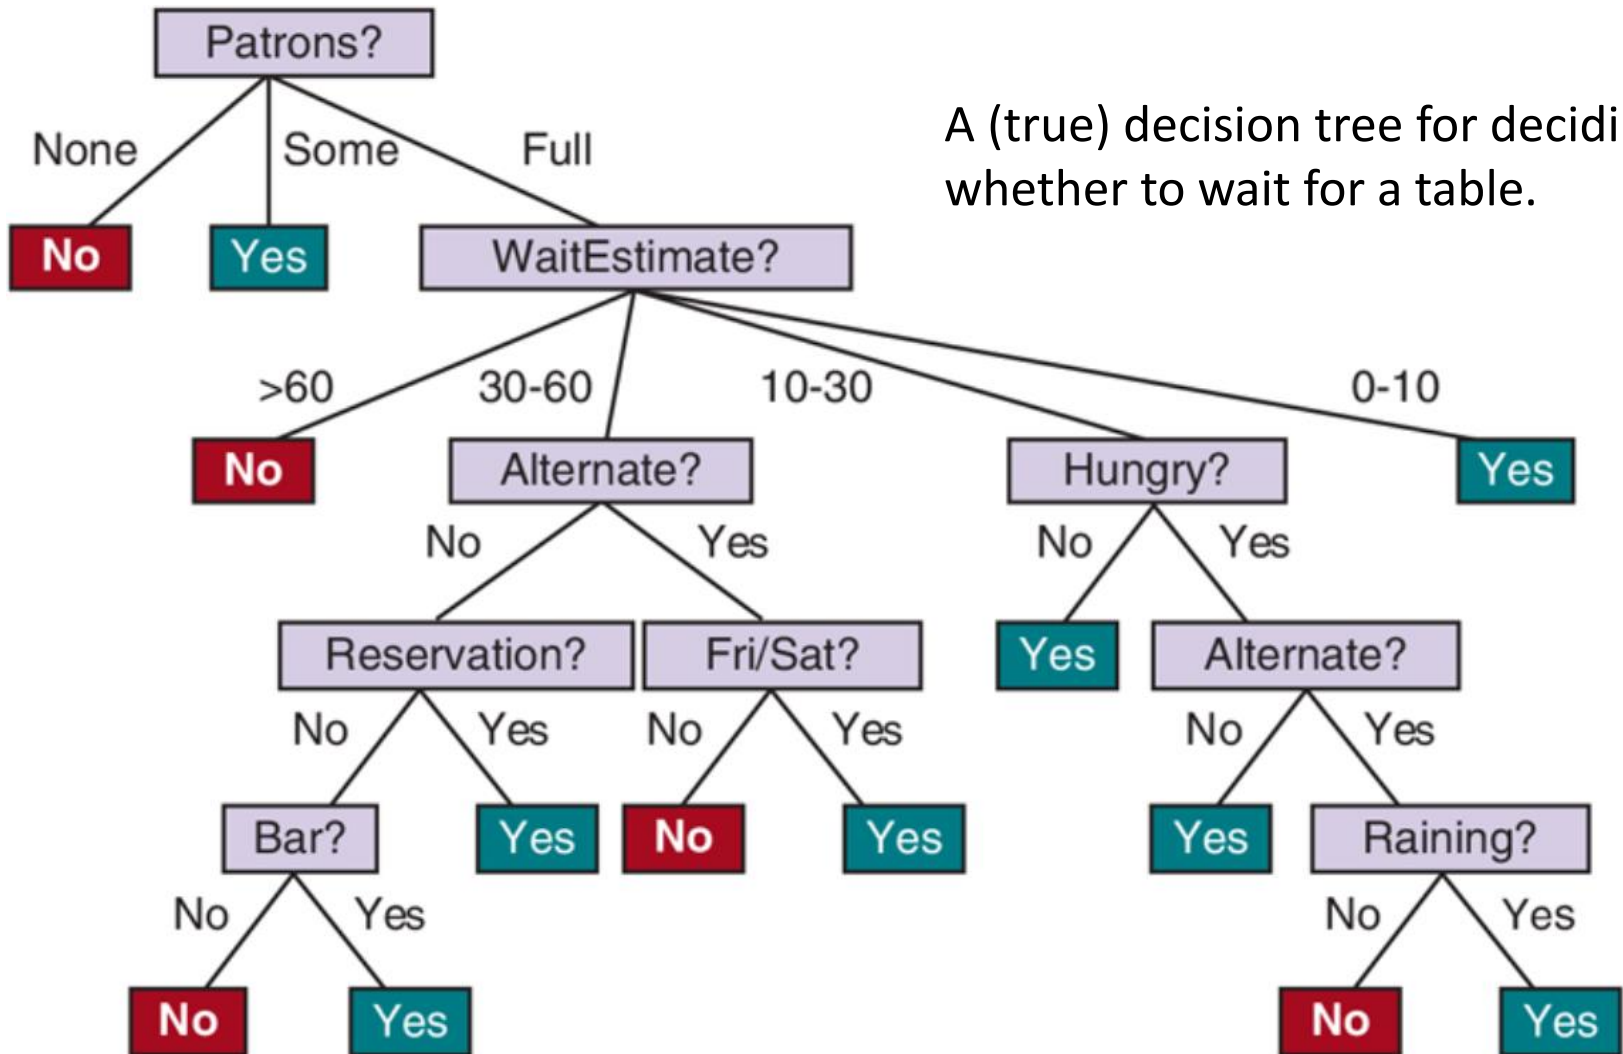 Patrons?
A (true) decision tree for decidi
whether to wait for a table.
None Some Full
No Yes WaitEstimate?
>60 30-60 10-30 0-10
No Alternate? Hungry? Yes
No Yes No Yes
Reservation? Fri/Sat? Yes Alternate?
No Yes No Yes No Yes
Bar? Yes No Yes Yes Raining?
No Yes No Yes
No Yes No Yes